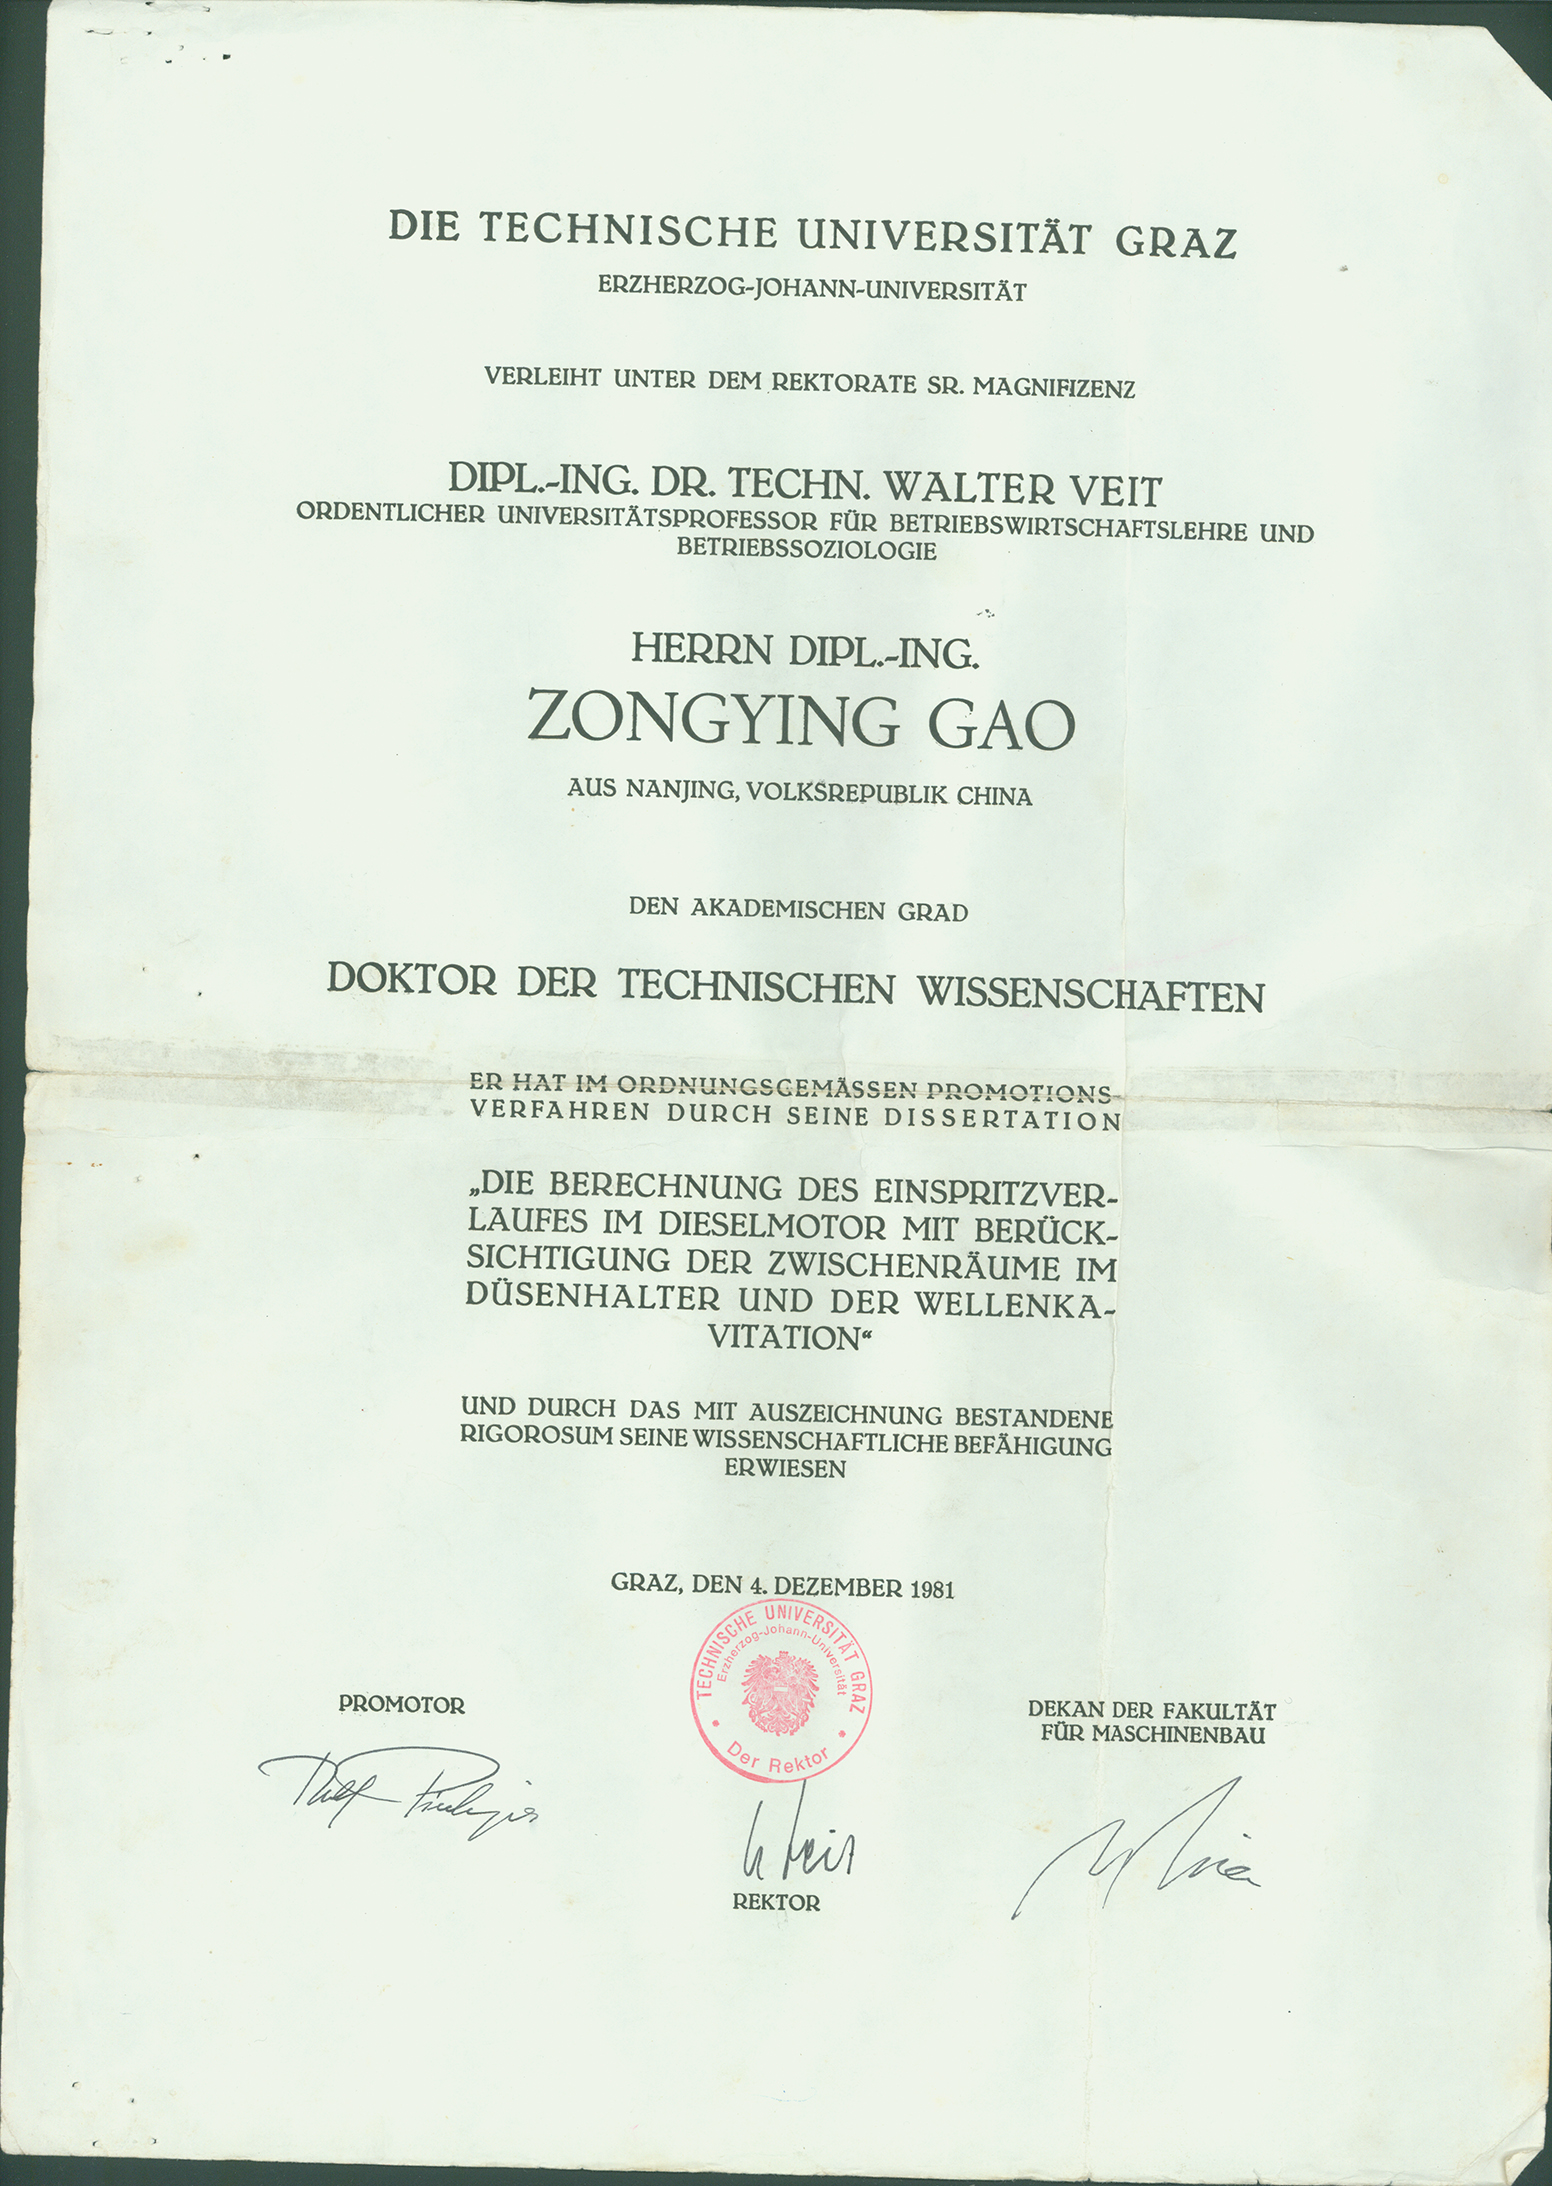 DIE TECHNISCHE UNIVERSITÄT GRAZ
ERZHERZOG-JOHANN-UNIVERSITÄT
VERLEIHT UNTER DEM REKTORATE SR. MAGNIFIZENZ
DIPL.-ING. DR. TECHN. WALTER VEIT
ORDENTLICHER UNIVERSITÄTSPROFESSOR FÜR BETRIEBSWIRTSCHAFTSLEHRE UND
BETRIEBSSOZIOLOGIE
HERRN DIPL.-ING.
ZONGYING GAO
AUS NANJING, VOLKSREPUBLIK CHINA
DEN AKADEMISCHEN GRAD
DOKTOR DER TECHNISCHEN WISSENSCHAFTEN
ER HAT IM ORDNUNGSGEMÄSSEN PROMOTIONS-
VERFAHREN DURCH SEINE DISSERTATION
„DIE BERECHNUNG DES EINSPRITZVER-
LAUFES IM DIESELMOTOR MIT BERÜCK-
SICHTIGUNG DER ZWISCHENRÄUME IM
DÜSENHALTER UND DER WELLENKA-
VITATION“
UND DURCH DAS MIT AUSZEICHNUNG BESTANDENE
RIGOROSUM SEINE WISSENSCHAFTLICHE BEFÄHIGUNG
ERWIESEN
GRAZ, DEN 4. DEZEMBER 1981
TECHNISCHE UNIVERSITÄT GRAZ
Erzherzog-Johann-Universität
Der Rektor
PROMOTOR
DEKAN DER FAKULTÄT
FÜR MASCHINENBAU
REKTOR